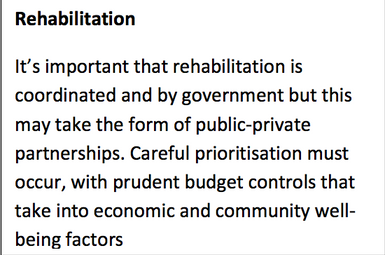 Rehabilitation
It’s important that rehabilitation is
coordinated and by government but this
may take the form of public-private
partnerships. Careful prioritisation must
occur, with prudent budget controls that
take into economic and community well-
being factors